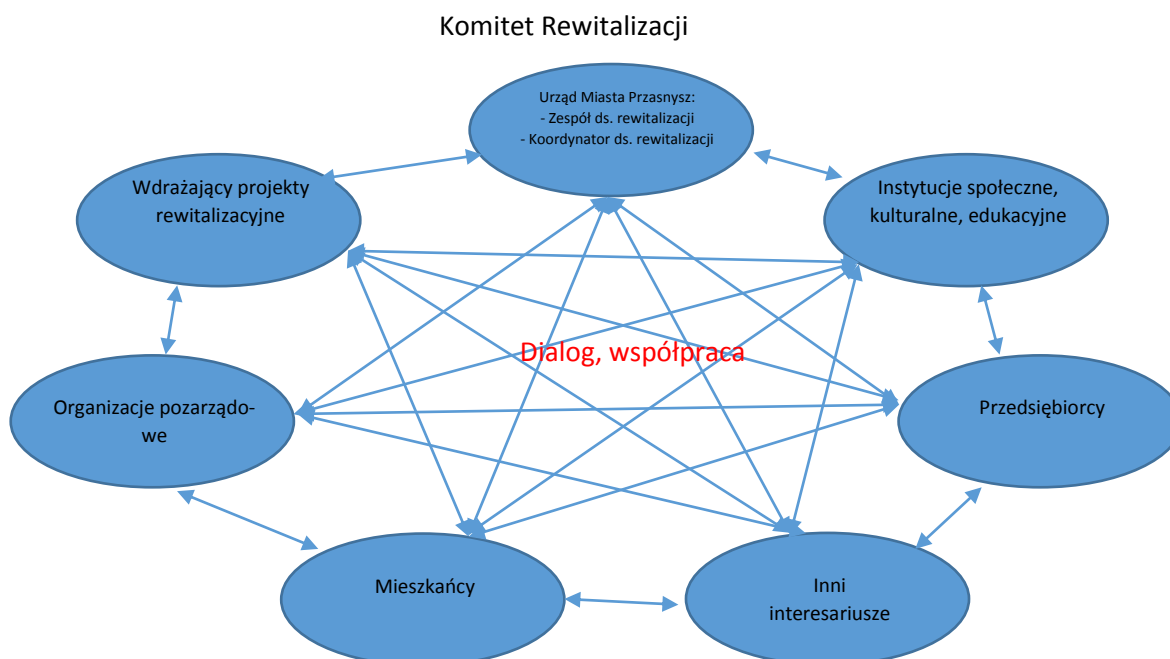 Komitet Rewitalizacji
Urząd Miasta Przasnysz:
- Zespół ds. rewitalizacji
- Koordynator ds. rewitalizacji
Wdrażający projekty
rewitalizacyjne
Instytucje społeczne,
kulturalne, edukacyjne
Dialog, współpraca
Organizacje pozarządo-
we
Przedsiębiorcy
Mieszkańcy
Inni
interesariusze